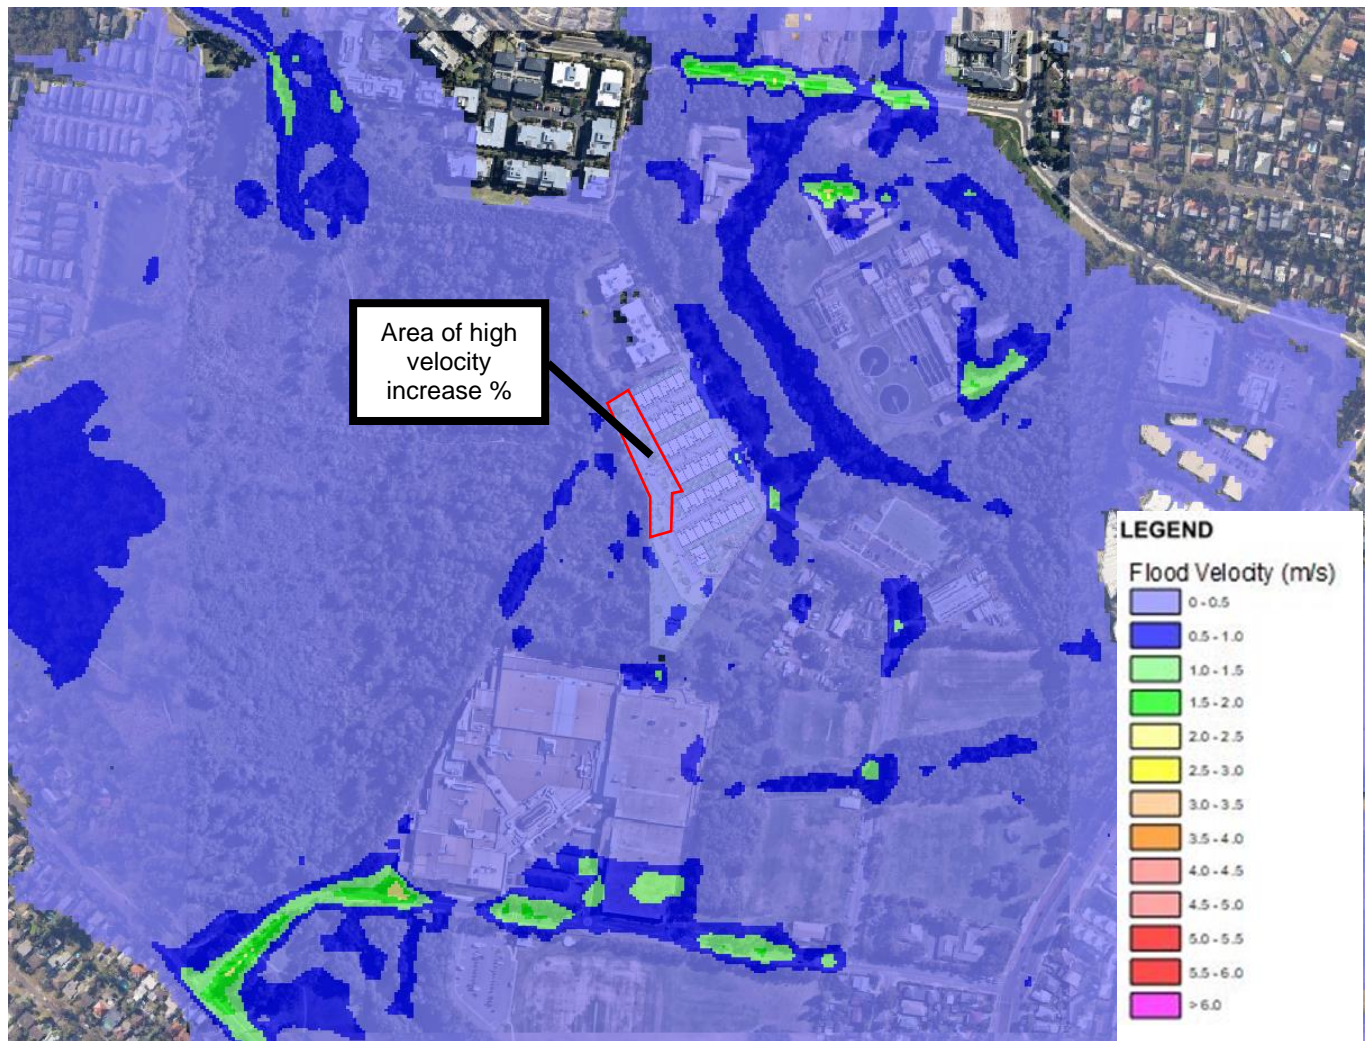 Area of high
velocity
increase %
LEGEND
Flood Velocity (m/s)
0 - 0.5
0.5 - 1.0
1.0 - 1.5
1.5 - 2.0
2.0 - 2.5
2.5 - 3.0
3.0 - 3.5
3.5 - 4.0
4.0 - 4.5
4.5 - 5.0
5.0 - 5.5
5.5 - 6.0
> 6.0